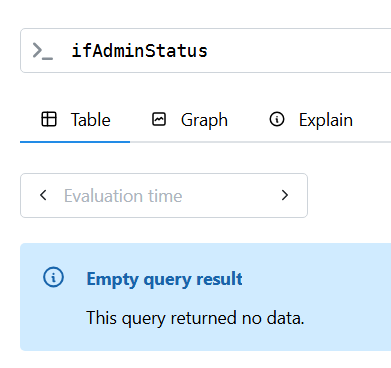 ifAdminStatus
Table Graph Explain
Evaluation time
Empty query result
This query returned no data.